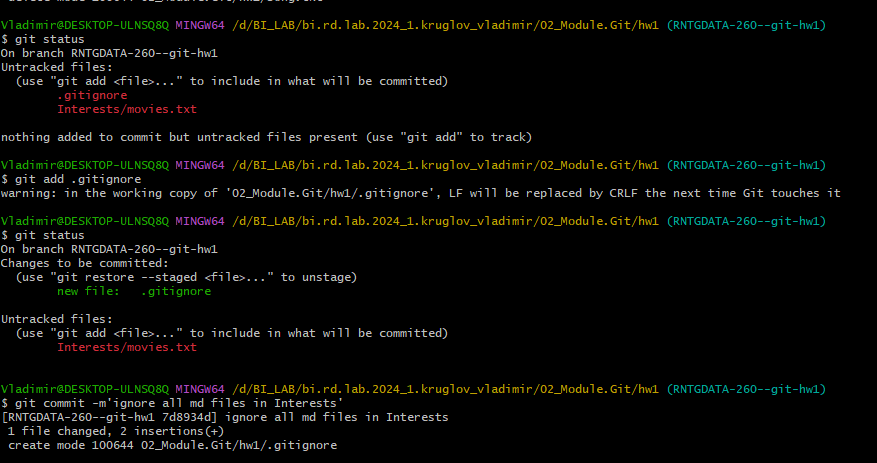 Vladimir@DESKTOP-ULNSQ8Q MINGW64 /d/BI_LAB/bi.rd.lab.2024_1.kruglov_vladimir/02_Module.Git/hw1 (RNTGDATA-260--git-hw1)
$ git status
On branch RNTGDATA-260--git-hw1
Untracked files:
  (use "git add <file>..." to include in what will be committed)
        .gitignore
        Interests/movies.txt

nothing added to commit but untracked files present (use "git add" to track)

Vladimir@DESKTOP-ULNSQ8Q MINGW64 /d/BI_LAB/bi.rd.lab.2024_1.kruglov_vladimir/02_Module.Git/hw1 (RNTGDATA-260--git-hw1)
$ git add .gitignore
warning: in the working copy of '02_Module.Git/hw1/.gitignore', LF will be replaced by CRLF the next time Git touches it

Vladimir@DESKTOP-ULNSQ8Q MINGW64 /d/BI_LAB/bi.rd.lab.2024_1.kruglov_vladimir/02_Module.Git/hw1 (RNTGDATA-260--git-hw1)
$ git status
On branch RNTGDATA-260--git-hw1
Changes to be committed:
  (use "git restore --staged <file>..." to unstage)
        new file:   .gitignore

Untracked files:
  (use "git add <file>..." to include in what will be committed)
        Interests/movies.txt

Vladimir@DESKTOP-ULNSQ8Q MINGW64 /d/BI_LAB/bi.rd.lab.2024_1.kruglov_vladimir/02_Module.Git/hw1 (RNTGDATA-260--git-hw1)
$ git commit -m'ignore all md files in Interests'
[RNTGDATA-260--git-hw1 7d8934d] ignore all md files in Interests
 1 file changed, 2 insertions(+)
 create mode 100644 02_Module.Git/hw1/.gitignore